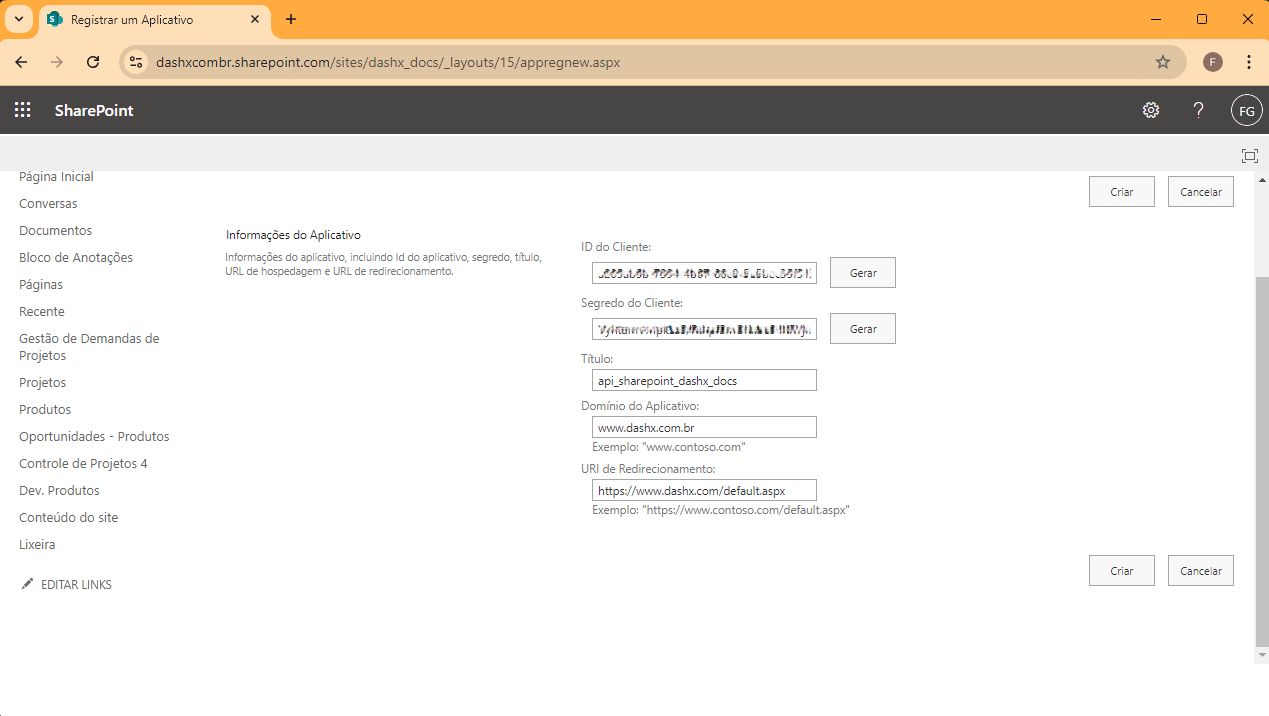 Registrar um Aplicativo
dashxcombr.sharepoint.com/sites/dashx_docs/_layouts/15/appregnew.aspx
F
SharePoint
?
FG
Página Inicial
Conversas
Documentos
Bloco de Anotações
Páginas
Recente
Gestão de Demandas de
Projetos
Projetos
Produtos
Oportunidades - Produtos
Controle de Projetos 4
Dev. Produtos
Conteúdo do site
Lixeira
EDITAR LINKS
Criar
Cancelar
Informações do Aplicativo
Informações do aplicativo, incluindo Id do aplicativo, segredo, título,
URL de hospedagem e URL de redirecionamento.
ID do Cliente:
Gerar
Segredo do Cliente:
Gerar
Título:
api_sharepoint_dashx_docs
Domínio do Aplicativo:
www.dashx.com.br
Exemplo: "www.contoso.com"
URI de Redirecionamento:
https://www.dashx.com/default.aspx
Exemplo: "https://www.contoso.com/default.aspx"
Criar
Cancelar